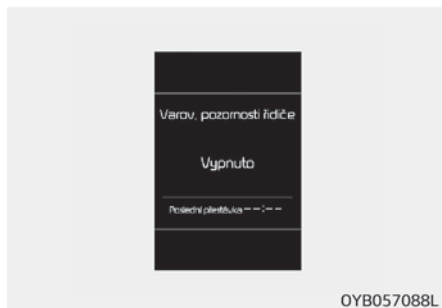 Varov, pozornosti řidiče
Vypnuto
Poslední přestávka --:--
OYB057088L